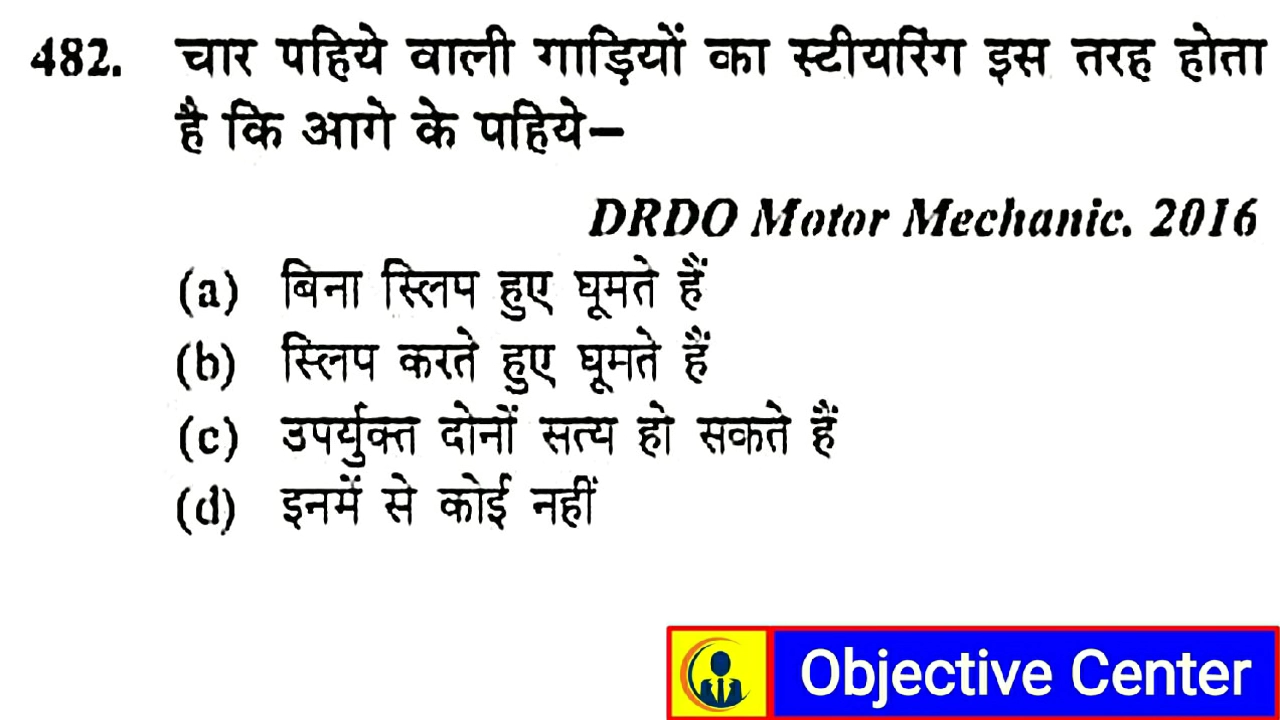 482. चार पहिये वाली गाड़ियों का स्टीयरिंग इस तरह होता
है कि आगे के पहिये–
DRDO Motor Mechanic. 2016
(a) बिना स्लिप हुए घूमते हैं
(b) स्लिप करते हुए घूमते हैं
(c) उपर्युक्त दोनों सत्य हो सकते हैं
(d) इनमें से कोई नहीं
Objective Center